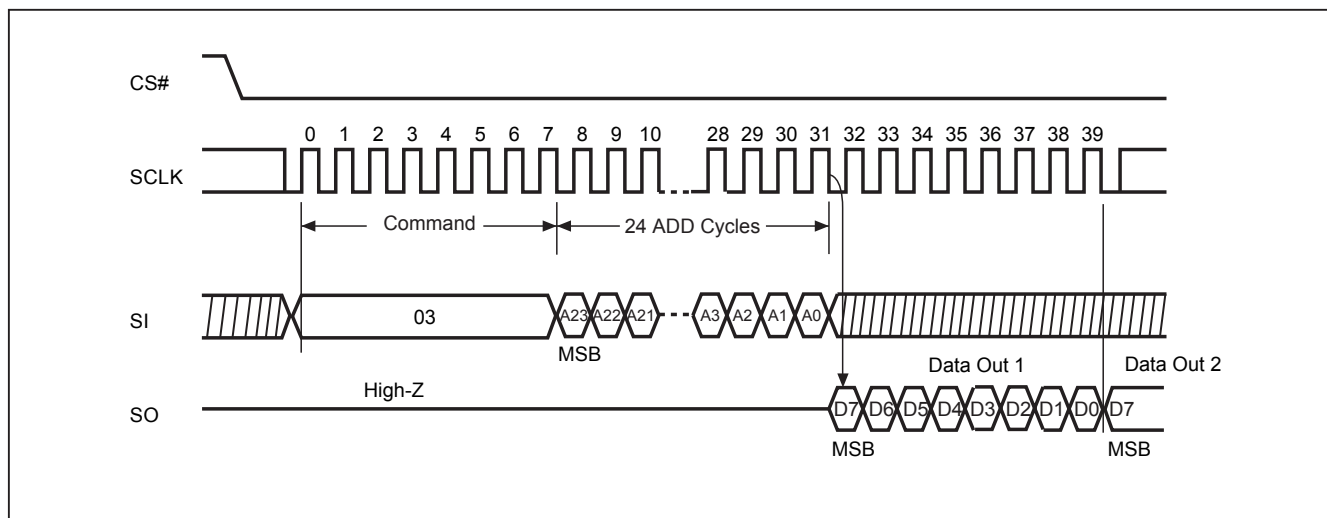 CS#
0 1 2 3 4 5 6 7 8 9 10 28 29 30 31 32 33 34 35 36 37 38 39
SCLK
Command
24 ADD Cycles
SI
03
A23 A22 A21 A3 A2 A1 A0
MSB
Data Out 1
Data Out 2
High-Z
SO
D7 D6 D5 D4 D3 D2 D1 D0 D7
MSB
MSB